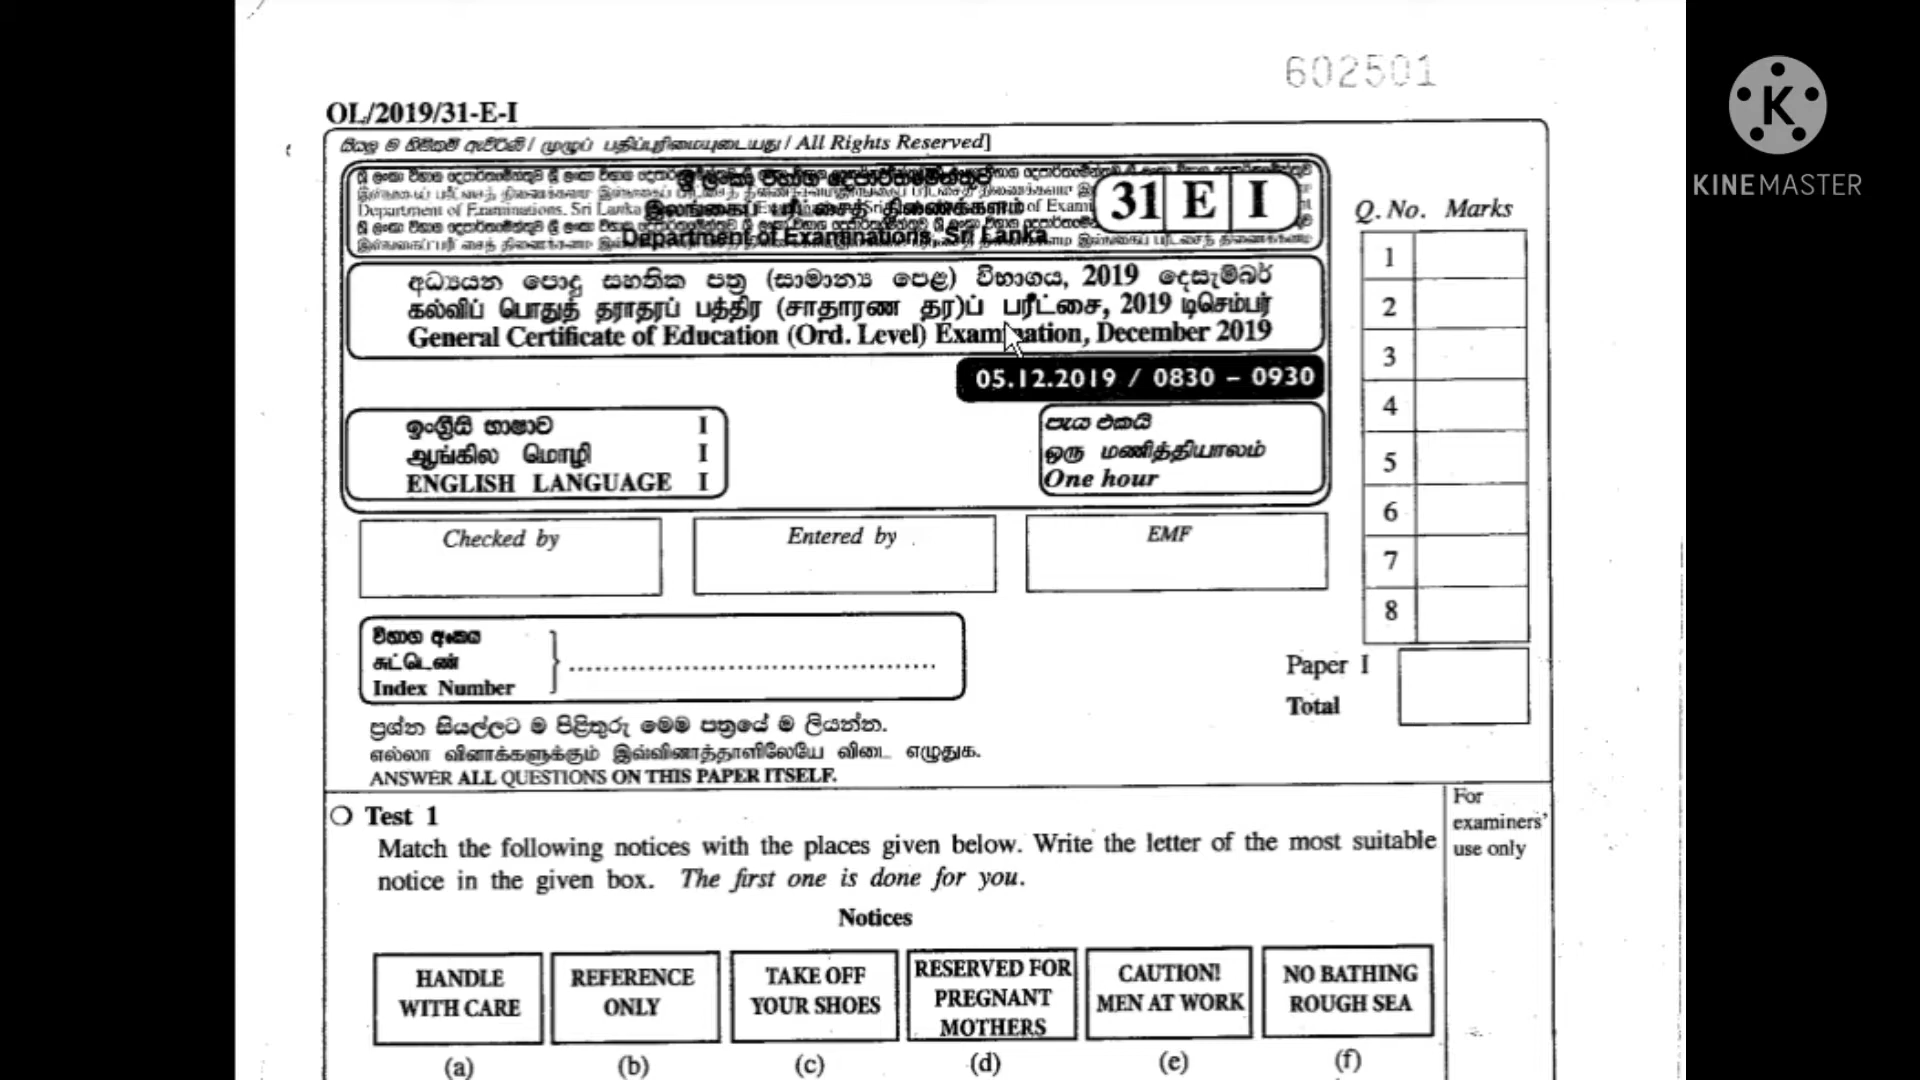 602501
OL/2019/31-E-I
සියලු ම හිමිකම් ඇවිරිණි / முழுப் பதிப்புரிமையுடையது / All Rights Reserved]
ශ්‍රී ලංකා විභාග දෙපාර්තමේන්තුව
இலங்கைப் பரீட்சைத் திணைக்களம்
Department of Examinations, Sri Lanka
31 E I
අධ්‍යයන පොදු සහතික පත්‍ර (සාමාන්‍ය පෙළ) විභාගය, 2019 දෙසැම්බර්
கல்விப் பொதுத் தராதரப் பத்திர (சாதாரண தர)ப் பரீட்சை, 2019 டிசெம்பர்
General Certificate of Education (Ord. Level) Examination, December 2019
05.12.2019 / 0830 – 0930
ඉංග්‍රීසි භාෂාව I
ஆங்கில மொழி I
ENGLISH LANGUAGE I
පැය එකයි
ஒரு மணித்தியாலம்
One hour
Q. No. Marks
1
2
3
4
5
6
7
8
Paper I
Total
Checked by
Entered by
EMF
විභාග අංකය
சுட்டெண்
Index Number
ප්‍රශ්න සියල්ලට ම පිළිතුරු මෙම පත්‍රයේ ම ලියන්න.
எல்லா வினாக்களுக்கும் இவ்வினாத்தாளிலேயே விடை எழுதுக.
ANSWER ALL QUESTIONS ON THIS PAPER ITSELF.
For
examiners'
use only
Test 1
Match the following notices with the places given below. Write the letter of the most suitable
notice in the given box. The first one is done for you.
Notices
HANDLE
WITH CARE
(a)
REFERENCE
ONLY
(b)
TAKE OFF
YOUR SHOES
(c)
RESERVED FOR
PREGNANT
MOTHERS
(d)
CAUTION!
MEN AT WORK
(e)
NO BATHING
ROUGH SEA
(f)
K
KINEMASTER